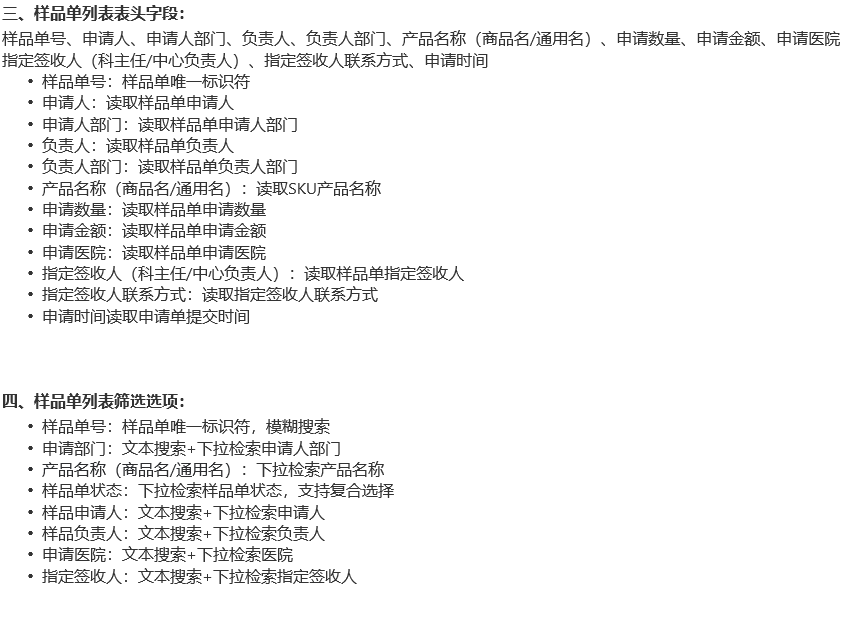 三、样品单列表表头字段：
样品单号、申请人、申请人部门、负责人、负责人部门、产品名称（商品名/通用名）、申请数量、申请金额、申请医院
指定签收人（科主任/中心负责人）、指定签收人联系方式、申请时间
• 样品单号：样品单唯一标识符
• 申请人：读取样品单申请人
• 申请人部门：读取样品单申请人部门
• 负责人：读取样品单负责人
• 负责人部门：读取样品单负责人部门
• 产品名称（商品名/通用名）：读取SKU产品名称
• 申请数量：读取样品单申请数量
• 申请金额：读取样品单申请金额
• 申请医院：读取样品单申请医院
• 指定签收人（科主任/中心负责人）：读取样品单指定签收人
• 指定签收人联系方式：读取指定签收人联系方式
• 申请时间读取申请单提交时间
四、样品单列表筛选选项：
• 样品单号：样品单唯一标识符，模糊搜索
• 申请部门：文本搜索+下拉检索申请人部门
• 产品名称（商品名/通用名）：下拉检索产品名称
• 样品单状态：下拉检索样品单状态，支持复合选择
• 样品申请人：文本搜索+下拉检索申请人
• 样品负责人：文本搜索+下拉检索负责人
• 申请医院：文本搜索+下拉检索医院
• 指定签收人：文本搜索+下拉检索指定签收人